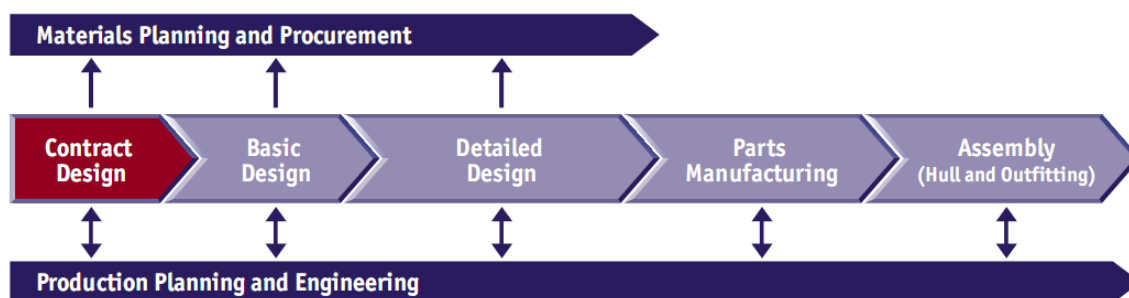 Materials Planning and Procurement
Contract
Design
Basic
Design
Detailed
Design
Parts
Manufacturing
Assembly
(Hull and Outfitting)
Production Planning and Engineering